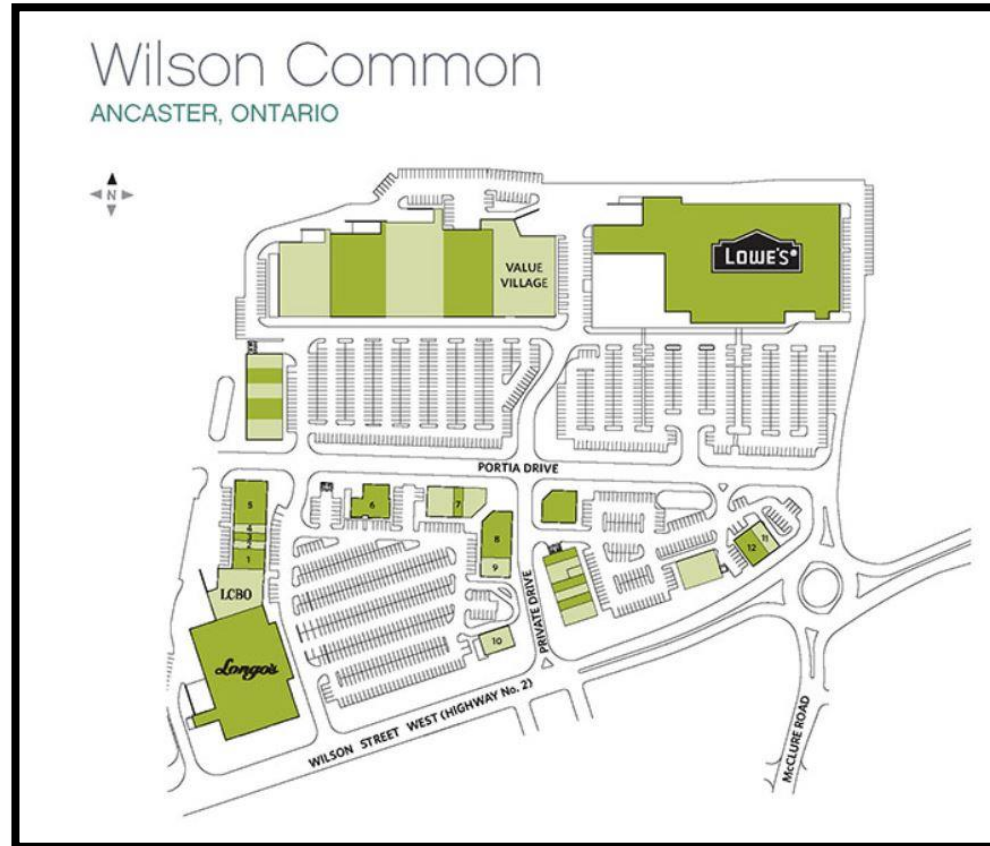 Wilson Common
ANCASTER, ONTARIO
N
VALUE
VILLAGE
LOWE'S
PORTIA DRIVE
5
4
3
2
1
LCBO
Longo's
6
7
8
9
10
11
12
PRIVATE DRIVE
WILSON STREET WEST (HIGHWAY No. 2)
McCLURE ROAD